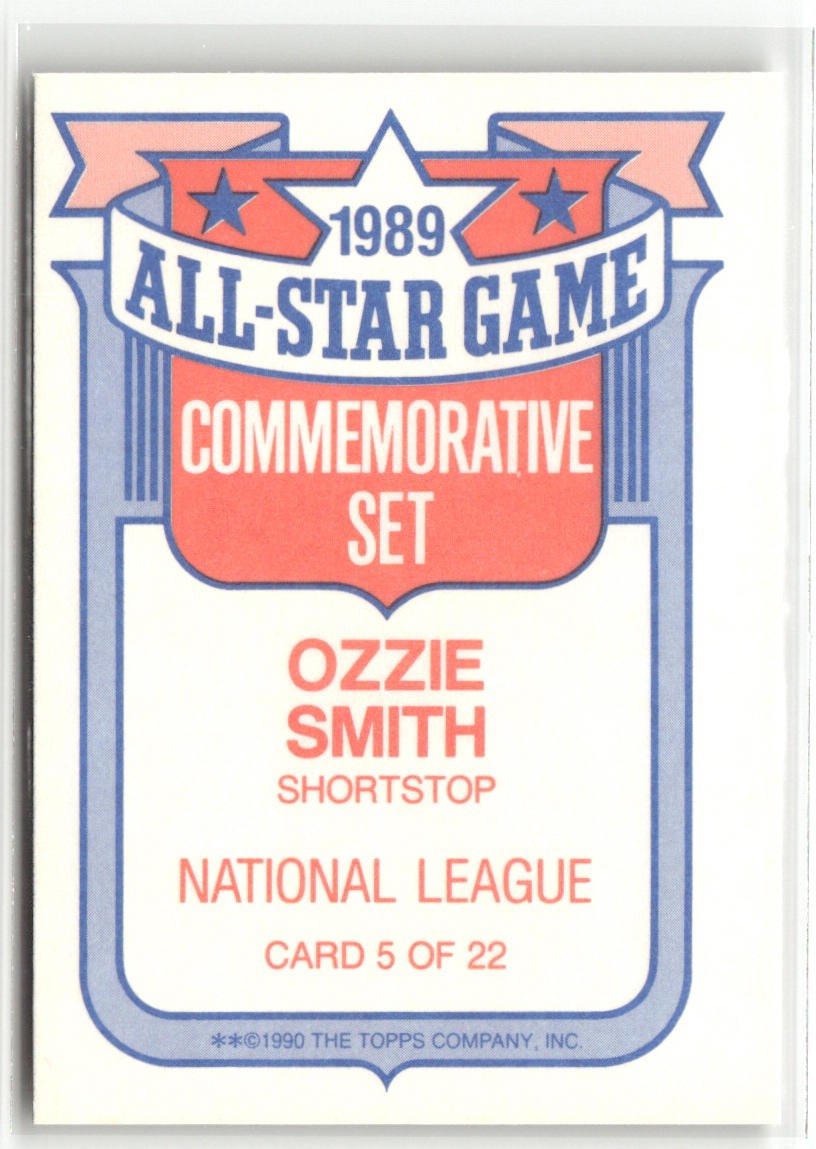 1989
ALL-STAR GAME
COMMEMORATIVE
SET
OZZIE
SMITH
SHORTSTOP
NATIONAL LEAGUE
CARD 5 OF 22
**©1990 THE TOPPS COMPANY, INC.